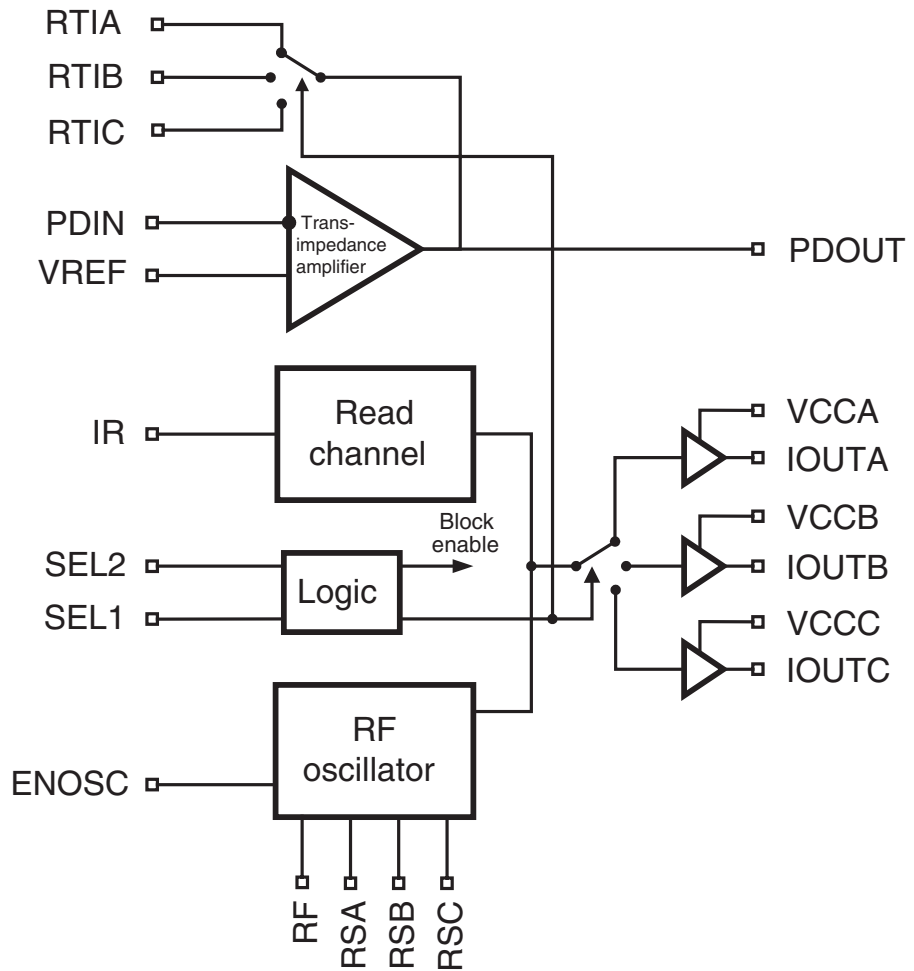 RTIA
RTIB
RTIC
PDIN
VREF
Trans-
impedance
amplifier
PDOUT
IR
Read
channel
VCCA
IOUTA
VCCB
IOUTB
VCCC
IOUTC
Block
enable
SEL2
SEL1
Logic
ENOSC
RF
oscillator
RF
RSA
RSB
RSC